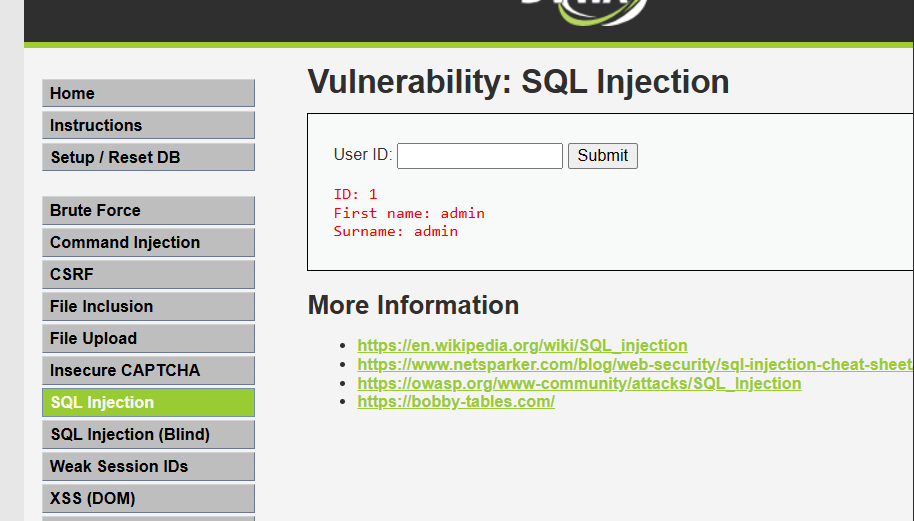 Home
Instructions
Setup / Reset DB
Brute Force
Command Injection
CSRF
File Inclusion
File Upload
Insecure CAPTCHA
SQL Injection
SQL Injection (Blind)
Weak Session IDs
XSS (DOM)
Vulnerability: SQL Injection
User ID: Submit
ID: 1
First name: admin
Surname: admin
More Information
https://en.wikipedia.org/wiki/SQL_injection
https://www.netsparker.com/blog/web-security/sql-injection-cheat-sheet
https://owasp.org/www-community/attacks/SQL_Injection
https://bobby-tables.com/